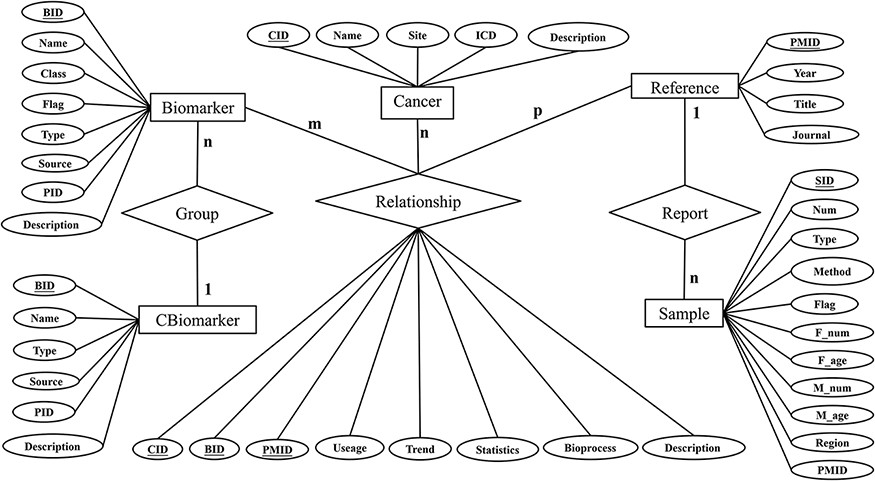 BID
Name
Class
Flag
Type
Source
PID
Description
Biomarker
CID
Name
Site
ICD
Description
Cancer
PMID
Year
Title
Journal
Reference
n
m
n
p
1
Group
Relationship
Report
1
n
BID
Name
Type
Source
PID
Description
CBiomarker
SID
Num
Type
Method
Flag
F_num
F_age
M_num
M_age
Region
PMID
Sample
CID
BID
PMID
Useage
Trend
Statistics
Bioprocess
Description